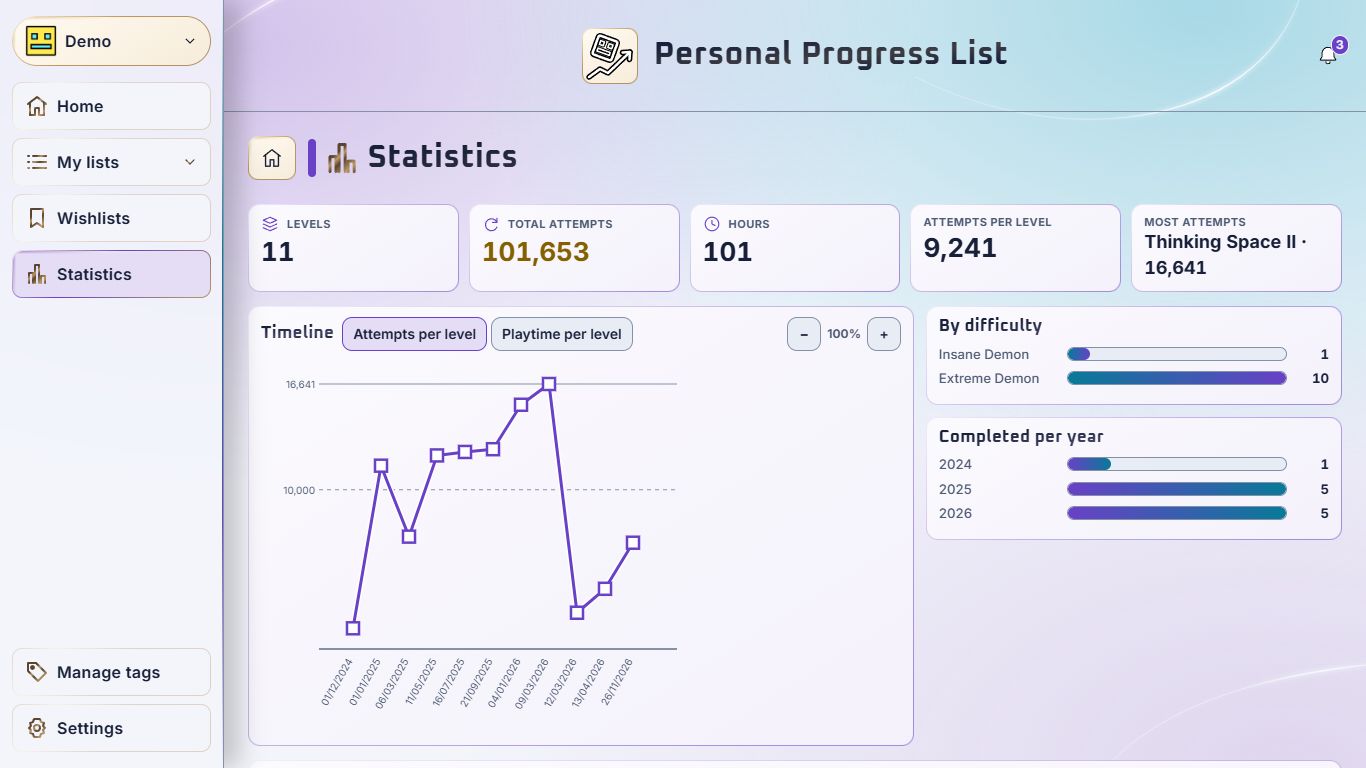 Demo
Home
My lists
Wishlists
Statistics
Manage tags
Settings
Personal Progress List
3
Statistics
LEVELS
11
TOTAL ATTEMPTS
101,653
HOURS
101
ATTEMPTS PER LEVEL
9,241
MOST ATTEMPTS
Thinking Space II ·
16,641
Timeline
Attempts per level
Playtime per level
−
100%
+
16,641
10,000
01/12/2024
01/01/2025
06/03/2025
11/05/2025
16/07/2025
21/09/2025
04/01/2026
09/03/2026
12/03/2026
13/04/2026
26/11/2026
By difficulty
Insane Demon 1
Extreme Demon 10
Completed per year
2024 1
2025 5
2026 5